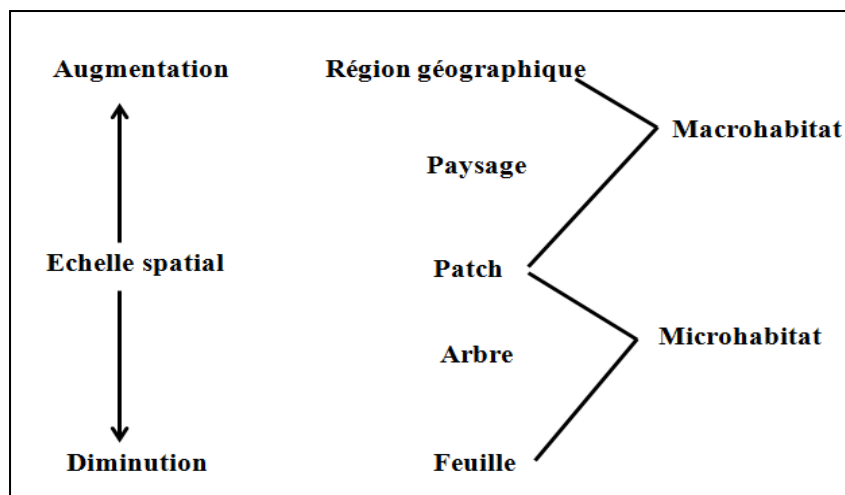 Augmentation
Région géographique
Macrohabitat
Paysage
Echelle spatial
Patch
Microhabitat
Arbre
Diminution
Feuille